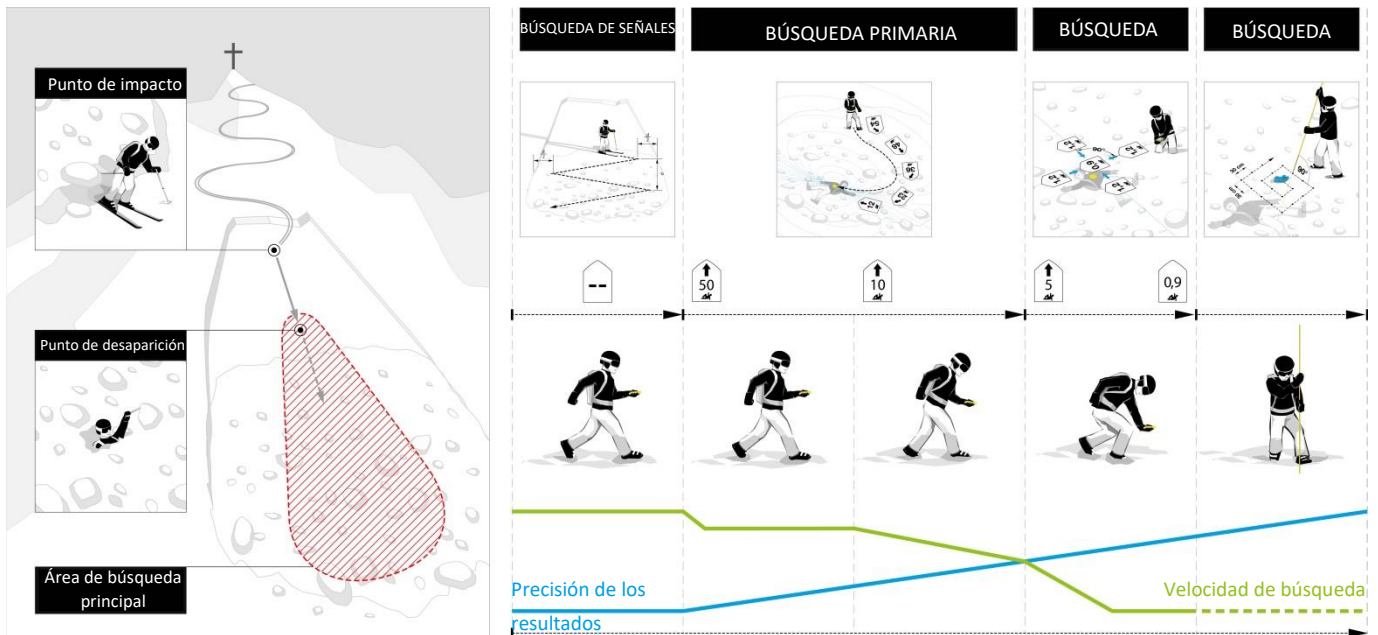 Punto de impacto
Punto de desaparición
Área de búsqueda
principal
BÚSQUEDA DE SEÑALES
BÚSQUEDA PRIMARIA
BÚSQUEDA
BÚSQUEDA
--
50
10
5
0,9
Precisión de los
resultados
Velocidad de búsqueda